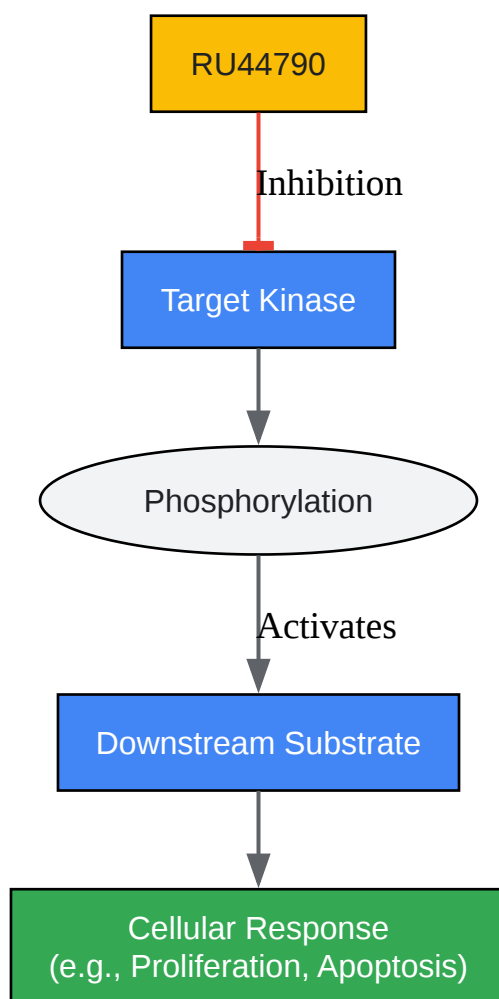 RU44790
Inhibition
Target Kinase
Phosphorylation
Activates
Downstream Substrate
Cellular Response
(e.g., Proliferation, Apoptosis)